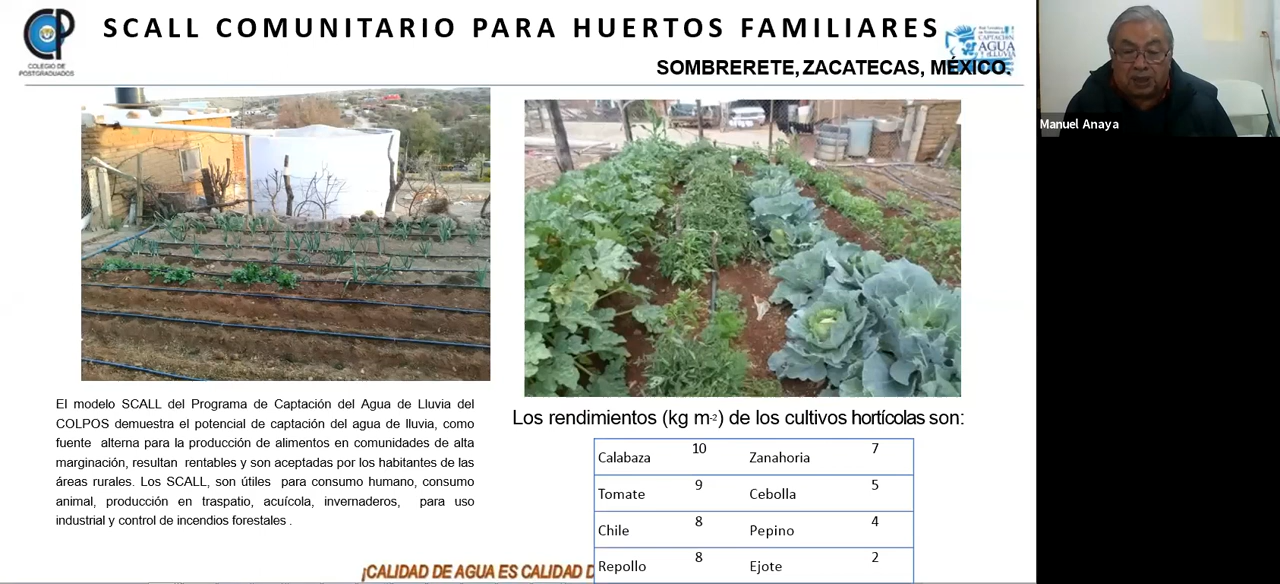 SCALL COMUNITARIO PARA HUERTOS FAMILIARES
SOMBRERETE, ZACATECAS, MÉXICO.
COLEGIO DE
POSTGRADUADOS
CAPTACIÓN
AGUA
LLUVIA
Manuel Anaya
El modelo SCALL del Programa de Captación del Agua de Lluvia del
COLPOS demuestra el potencial de captación del agua de lluvia, como
fuente alterna para la producción de alimentos en comunidades de alta
marginación, resultan rentables y son aceptadas por los habitantes de las
áreas rurales. Los SCALL, son útiles para consumo humano, consumo
animal, producción en traspatio, acuícola, invernaderos, para uso
industrial y control de incendios forestales .
Los rendimientos (kg m-2) de los cultivos hortícolas son:
Calabaza 10 Zanahoria 7
Tomate 9 Cebolla 5
Chile 8 Pepino 4
Repollo 8 Ejote 2
¡CALIDAD DE AGUA ES CALIDAD D